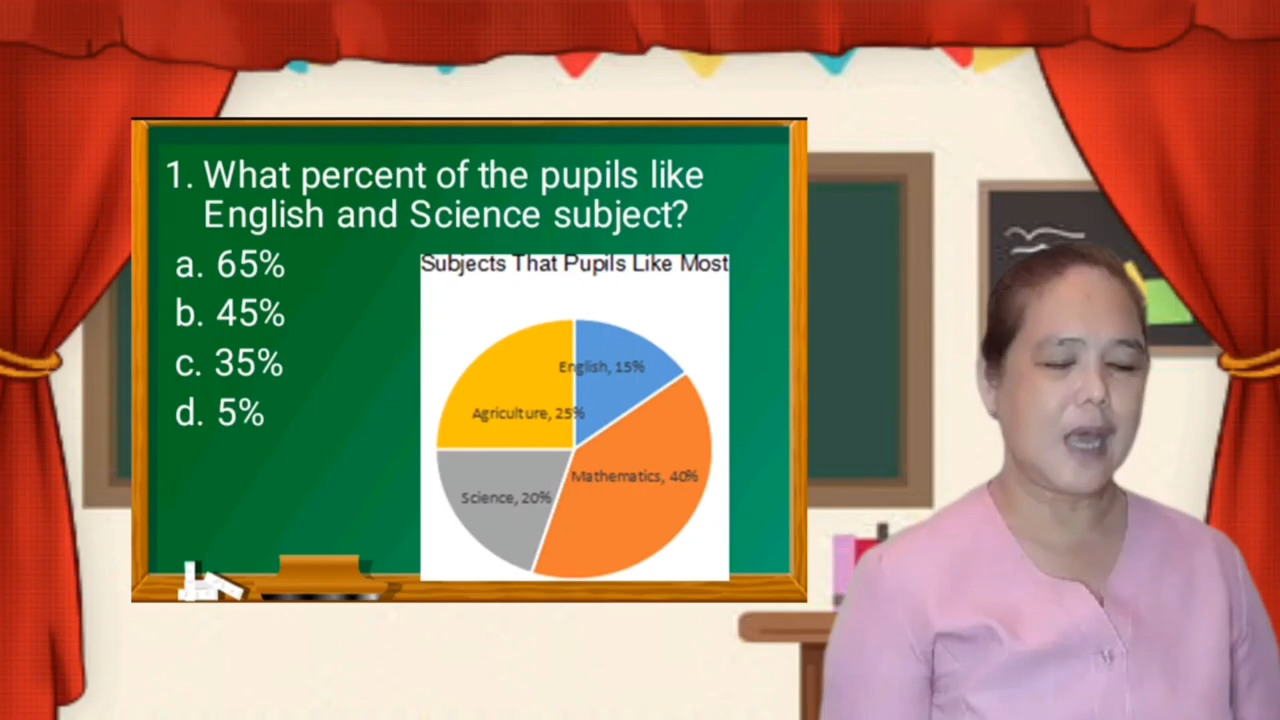 1. What percent of the pupils like
English and Science subject?
a. 65%
b. 45%
c. 35%
d. 5%
Subjects That Pupils Like Most
English, 15%
Agriculture, 25%
Mathematics, 40%
Science, 20%